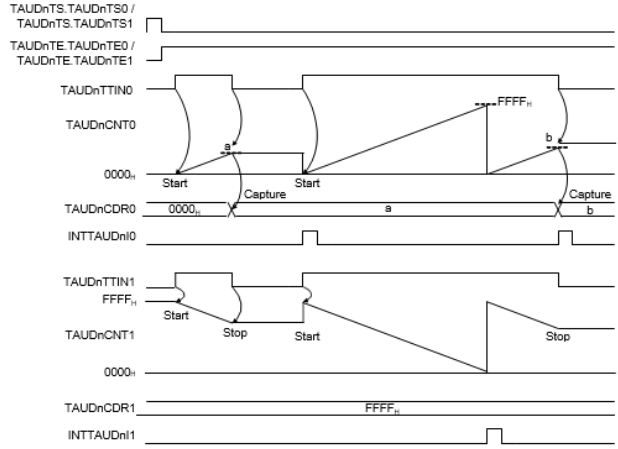 TAUDnTS.TAUDnTS0 /
TAUDnTS.TAUDnTS1
TAUDnTE.TAUDnTE0 /
TAUDnTE.TAUDnTE1
TAUDnTTIN0
FFFFH
TAUDnCNT0
a
b
0000H
Start
Start
Capture
Capture
TAUDnCDR0
0000H
a
b
INTTAUDnI0
TAUDnTTIN1
FFFFH
Start
Stop
Start
Stop
TAUDnCNT1
0000H
TAUDnCDR1
FFFFH
INTTAUDnI1